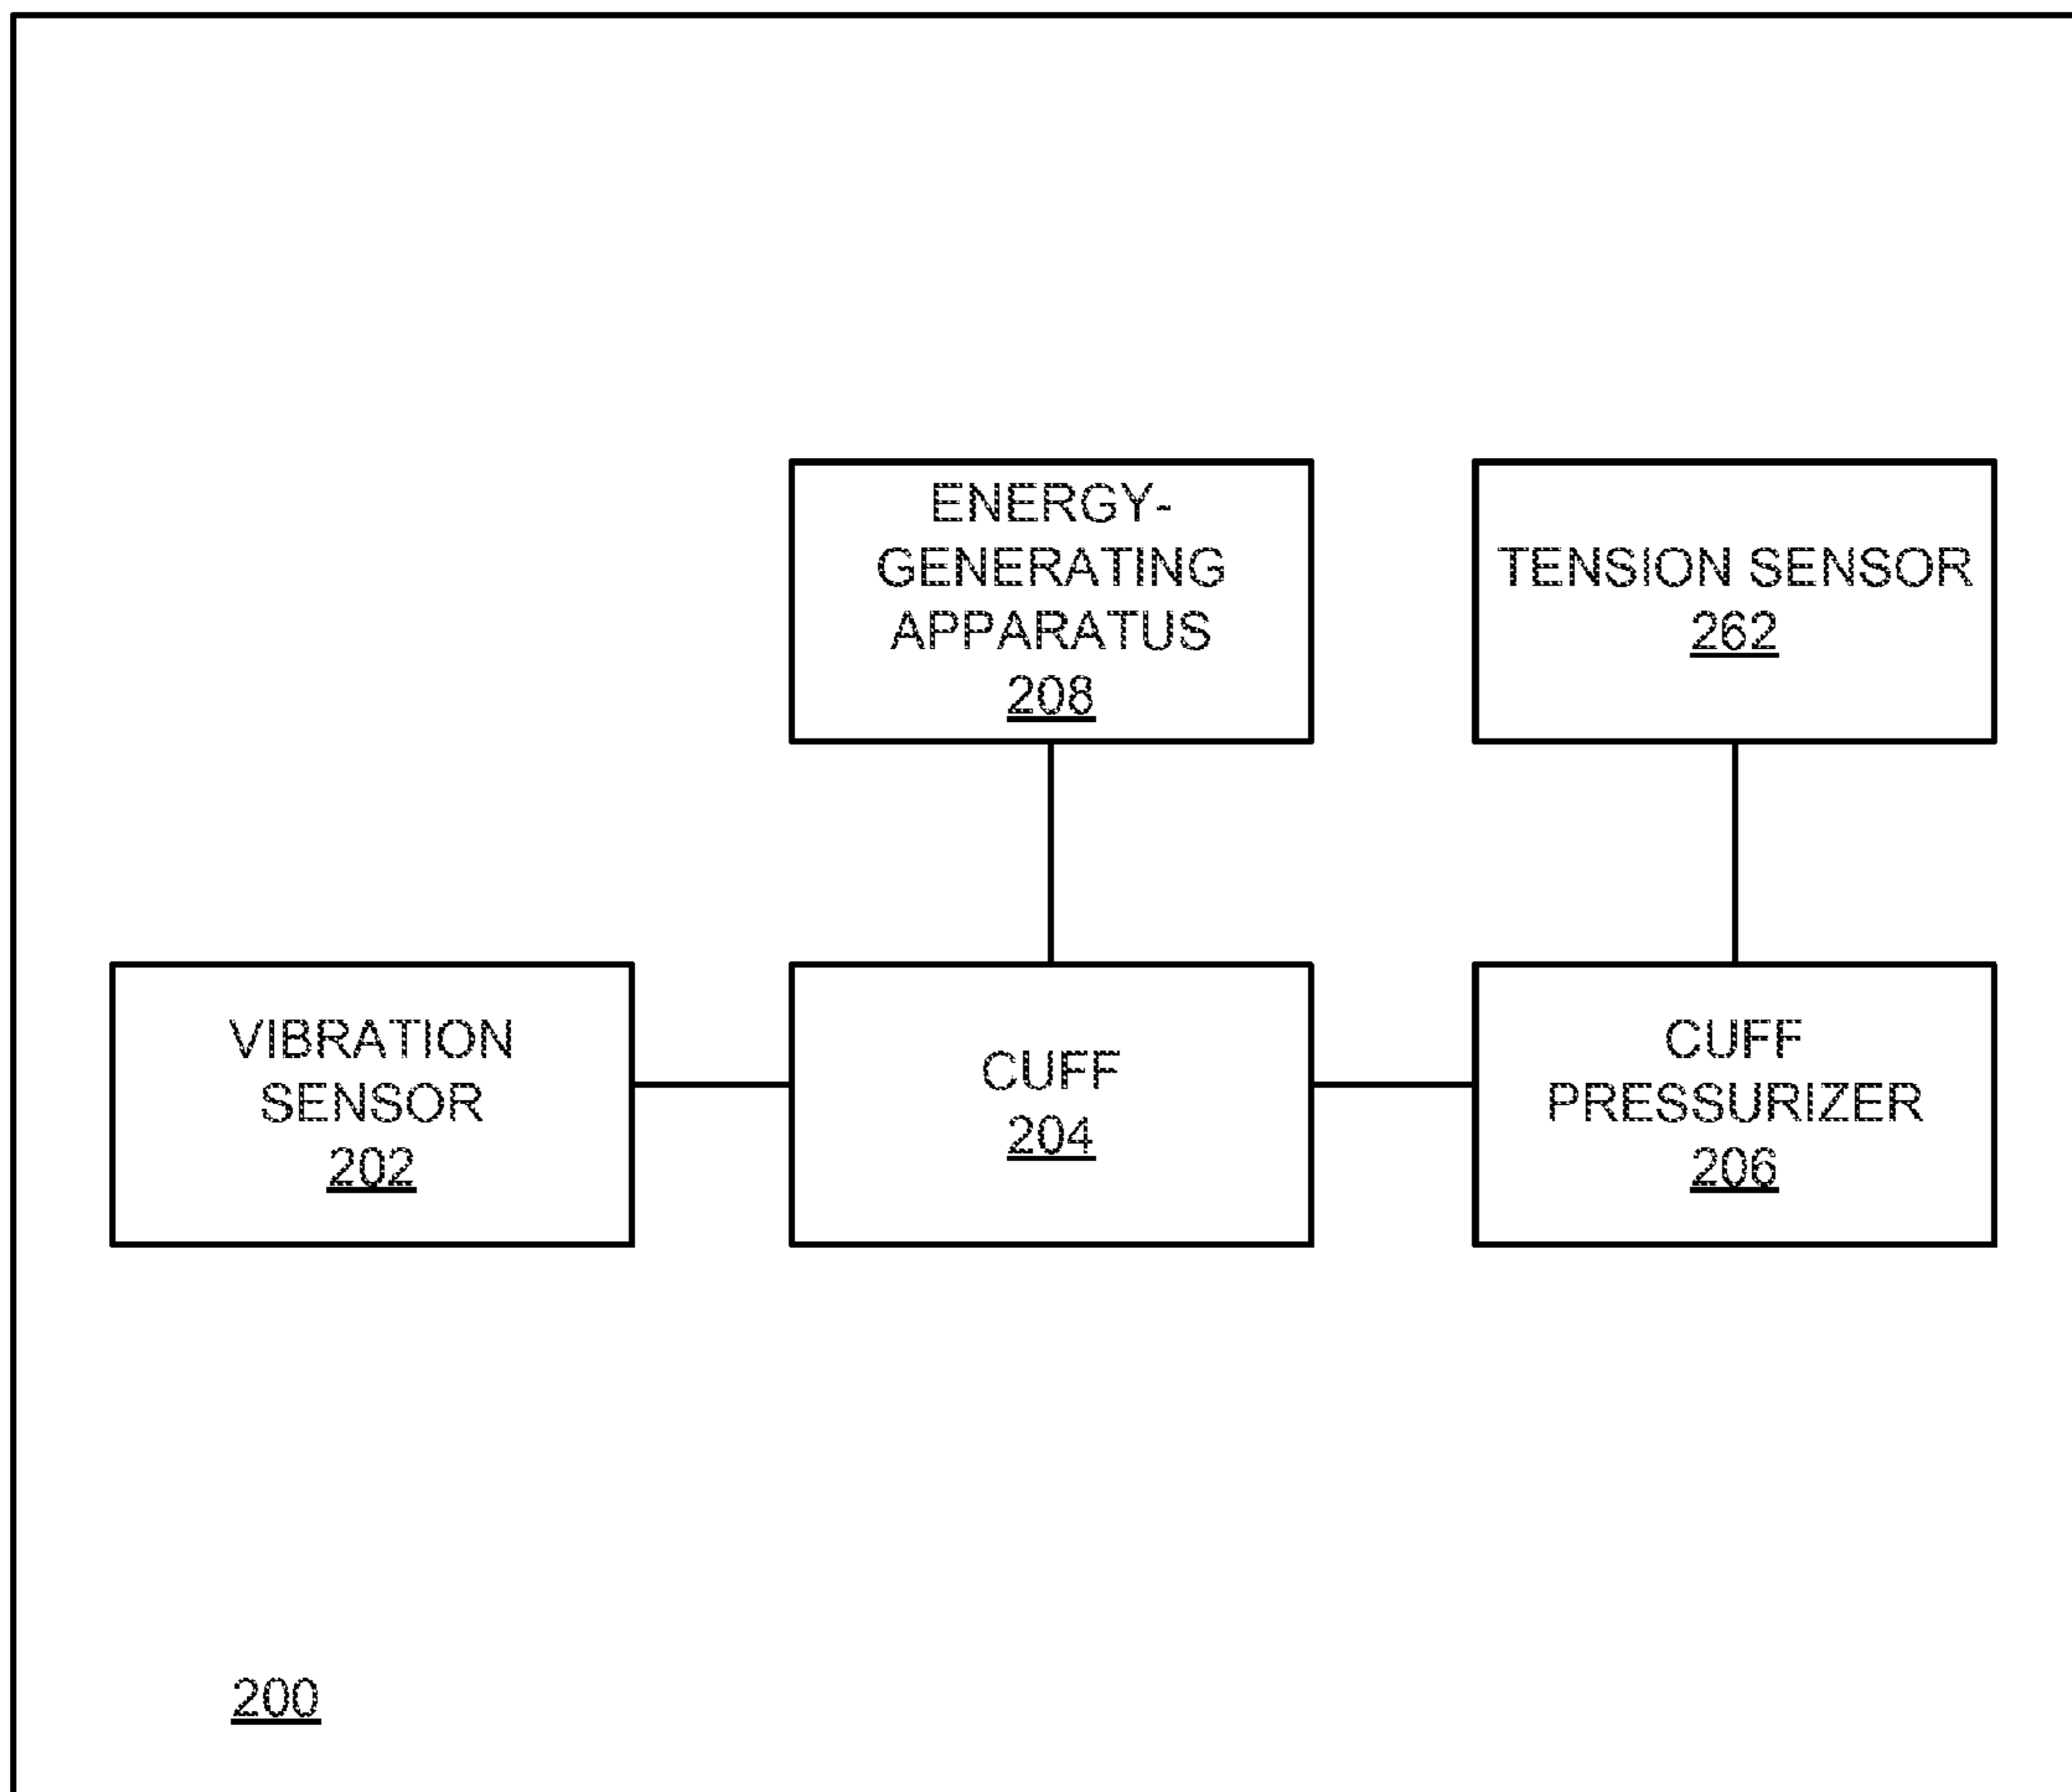 ENERGY-
GENERATING
APPARATUS
208
TENSION SENSOR
262
VIBRATION
SENSOR
202
CUFF
204
CUFF
PRESSURIZER
206
200